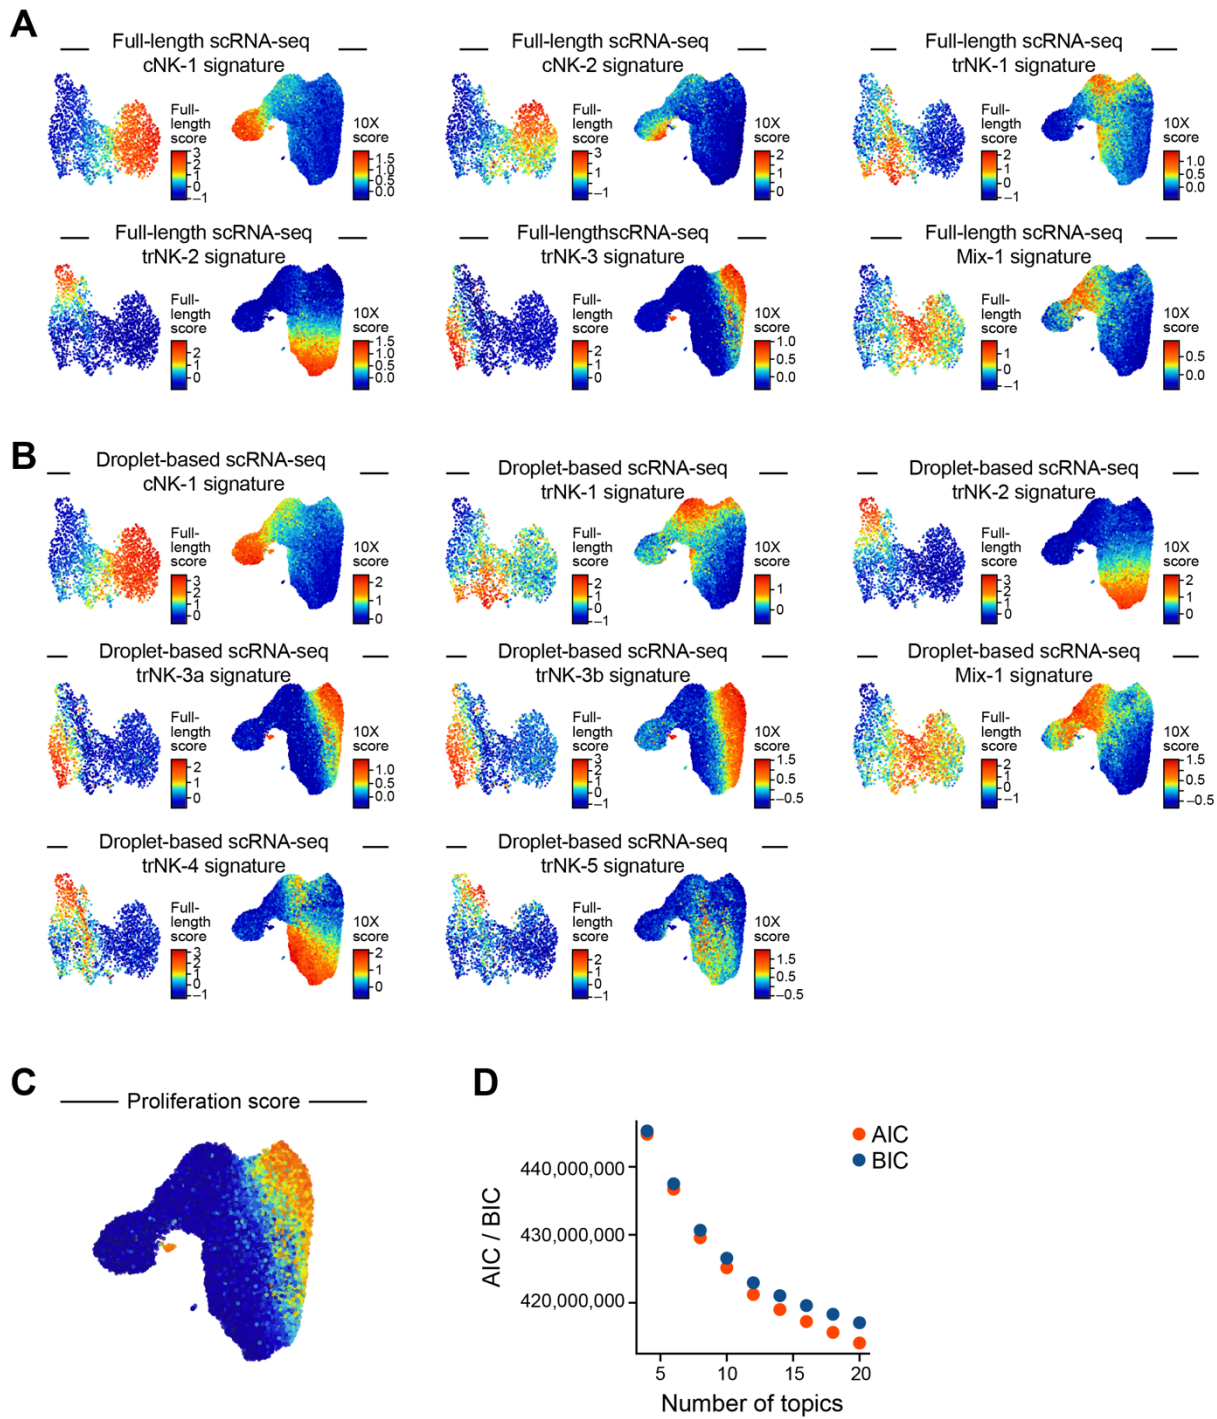 A
Full-length scRNA-seq
cNK-1 signature
Full-
length
score
3
2
1
0
–1
10X
score
1.5
1.0
0.5
0.0
Full-length scRNA-seq
cNK-2 signature
Full-
length
score
3
2
1
0
–1
10X
score
2
1
0
Full-length scRNA-seq
trNK-1 signature
Full-
length
score
2
1
0
–1
10X
score
1.0
0.5
0.0
Full-length scRNA-seq
trNK-2 signature
Full-
length
score
2
1
0
10X
score
1.5
1.0
0.5
0.0
Full-lengthscRNA-seq
trNK-3 signature
Full-
length
score
2
1
0
10X
score
1.0
0.5
0.0
Full-length scRNA-seq
Mix-1 signature
Full-
length
score
1
0
–1
10X
score
0.5
0.0
B
Droplet-based scRNA-seq
cNK-1 signature
Full-
length
score
3
2
1
0
10X
score
2
1
0
Droplet-based scRNA-seq
trNK-1 signature
Full-
length
score
2
1
0
–1
10X
score
1
0
Droplet-based scRNA-seq
trNK-2 signature
Full-
length
score
3
2
1
0
10X
score
2
1
0
Droplet-based scRNA-seq
trNK-3a signature
Full-
length
score
2
1
0
10X
score
1.0
0.5
0.0
Droplet-based scRNA-seq
trNK-3b signature
Full-
length
score
3
2
1
0
–1
10X
score
1.5
–0.5
Droplet-based scRNA-seq
Mix-1 signature
Full-
length
score
2
1
0
–1
10X
score
1.5
–0.5
Droplet-based scRNA-seq
trNK-4 signature
Full-
length
score
3
2
1
0
–1
10X
score
2
1
0
Droplet-based scRNA-seq
trNK-5 signature
Full-
length
score
2
1
0
–1
10X
score
1.5
–0.5
C
Proliferation score
D
AIC
BIC
440,000,000
430,000,000
420,000,000
AIC / BIC
5
10
15
20
Number of topics